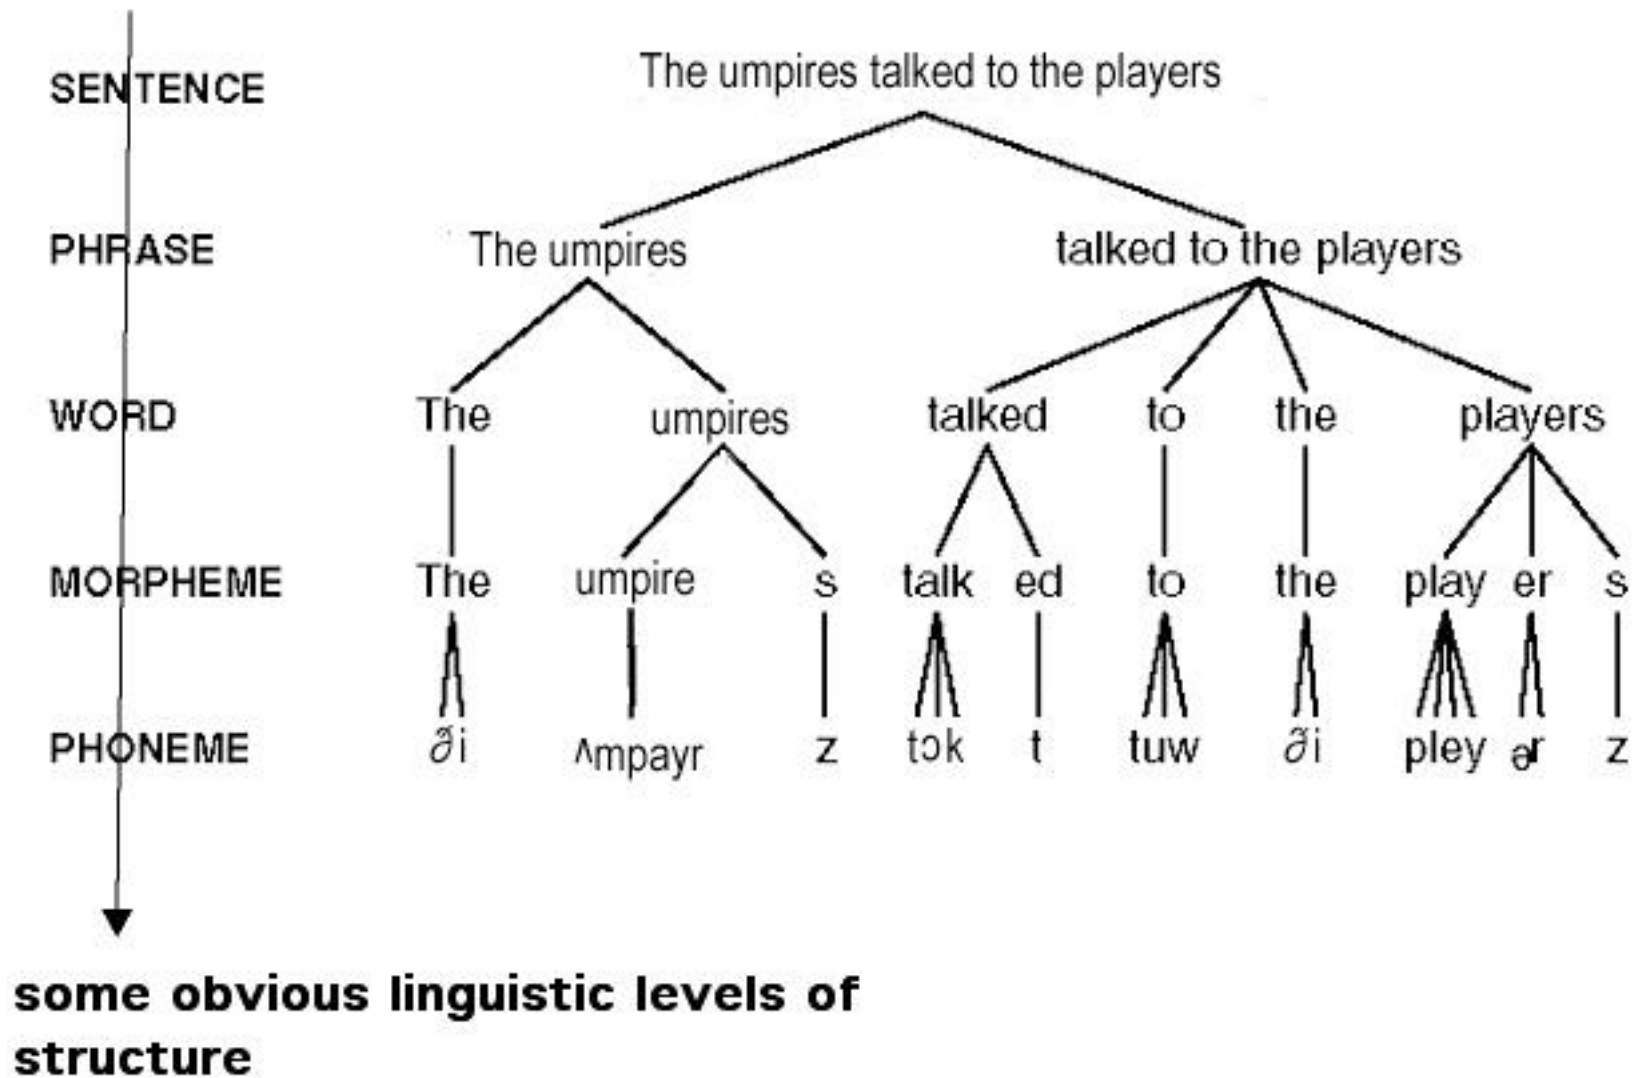 SENTENCE The umpires talked to the players
PHRASE The umpires talked to the players
WORD The umpires talked to the players
MORPHEME The umpire s talk ed to the play er s
PHONEME ði ʌmpayr z tɔk t tuw ði pley ər z
some obvious linguistic levels of
structure